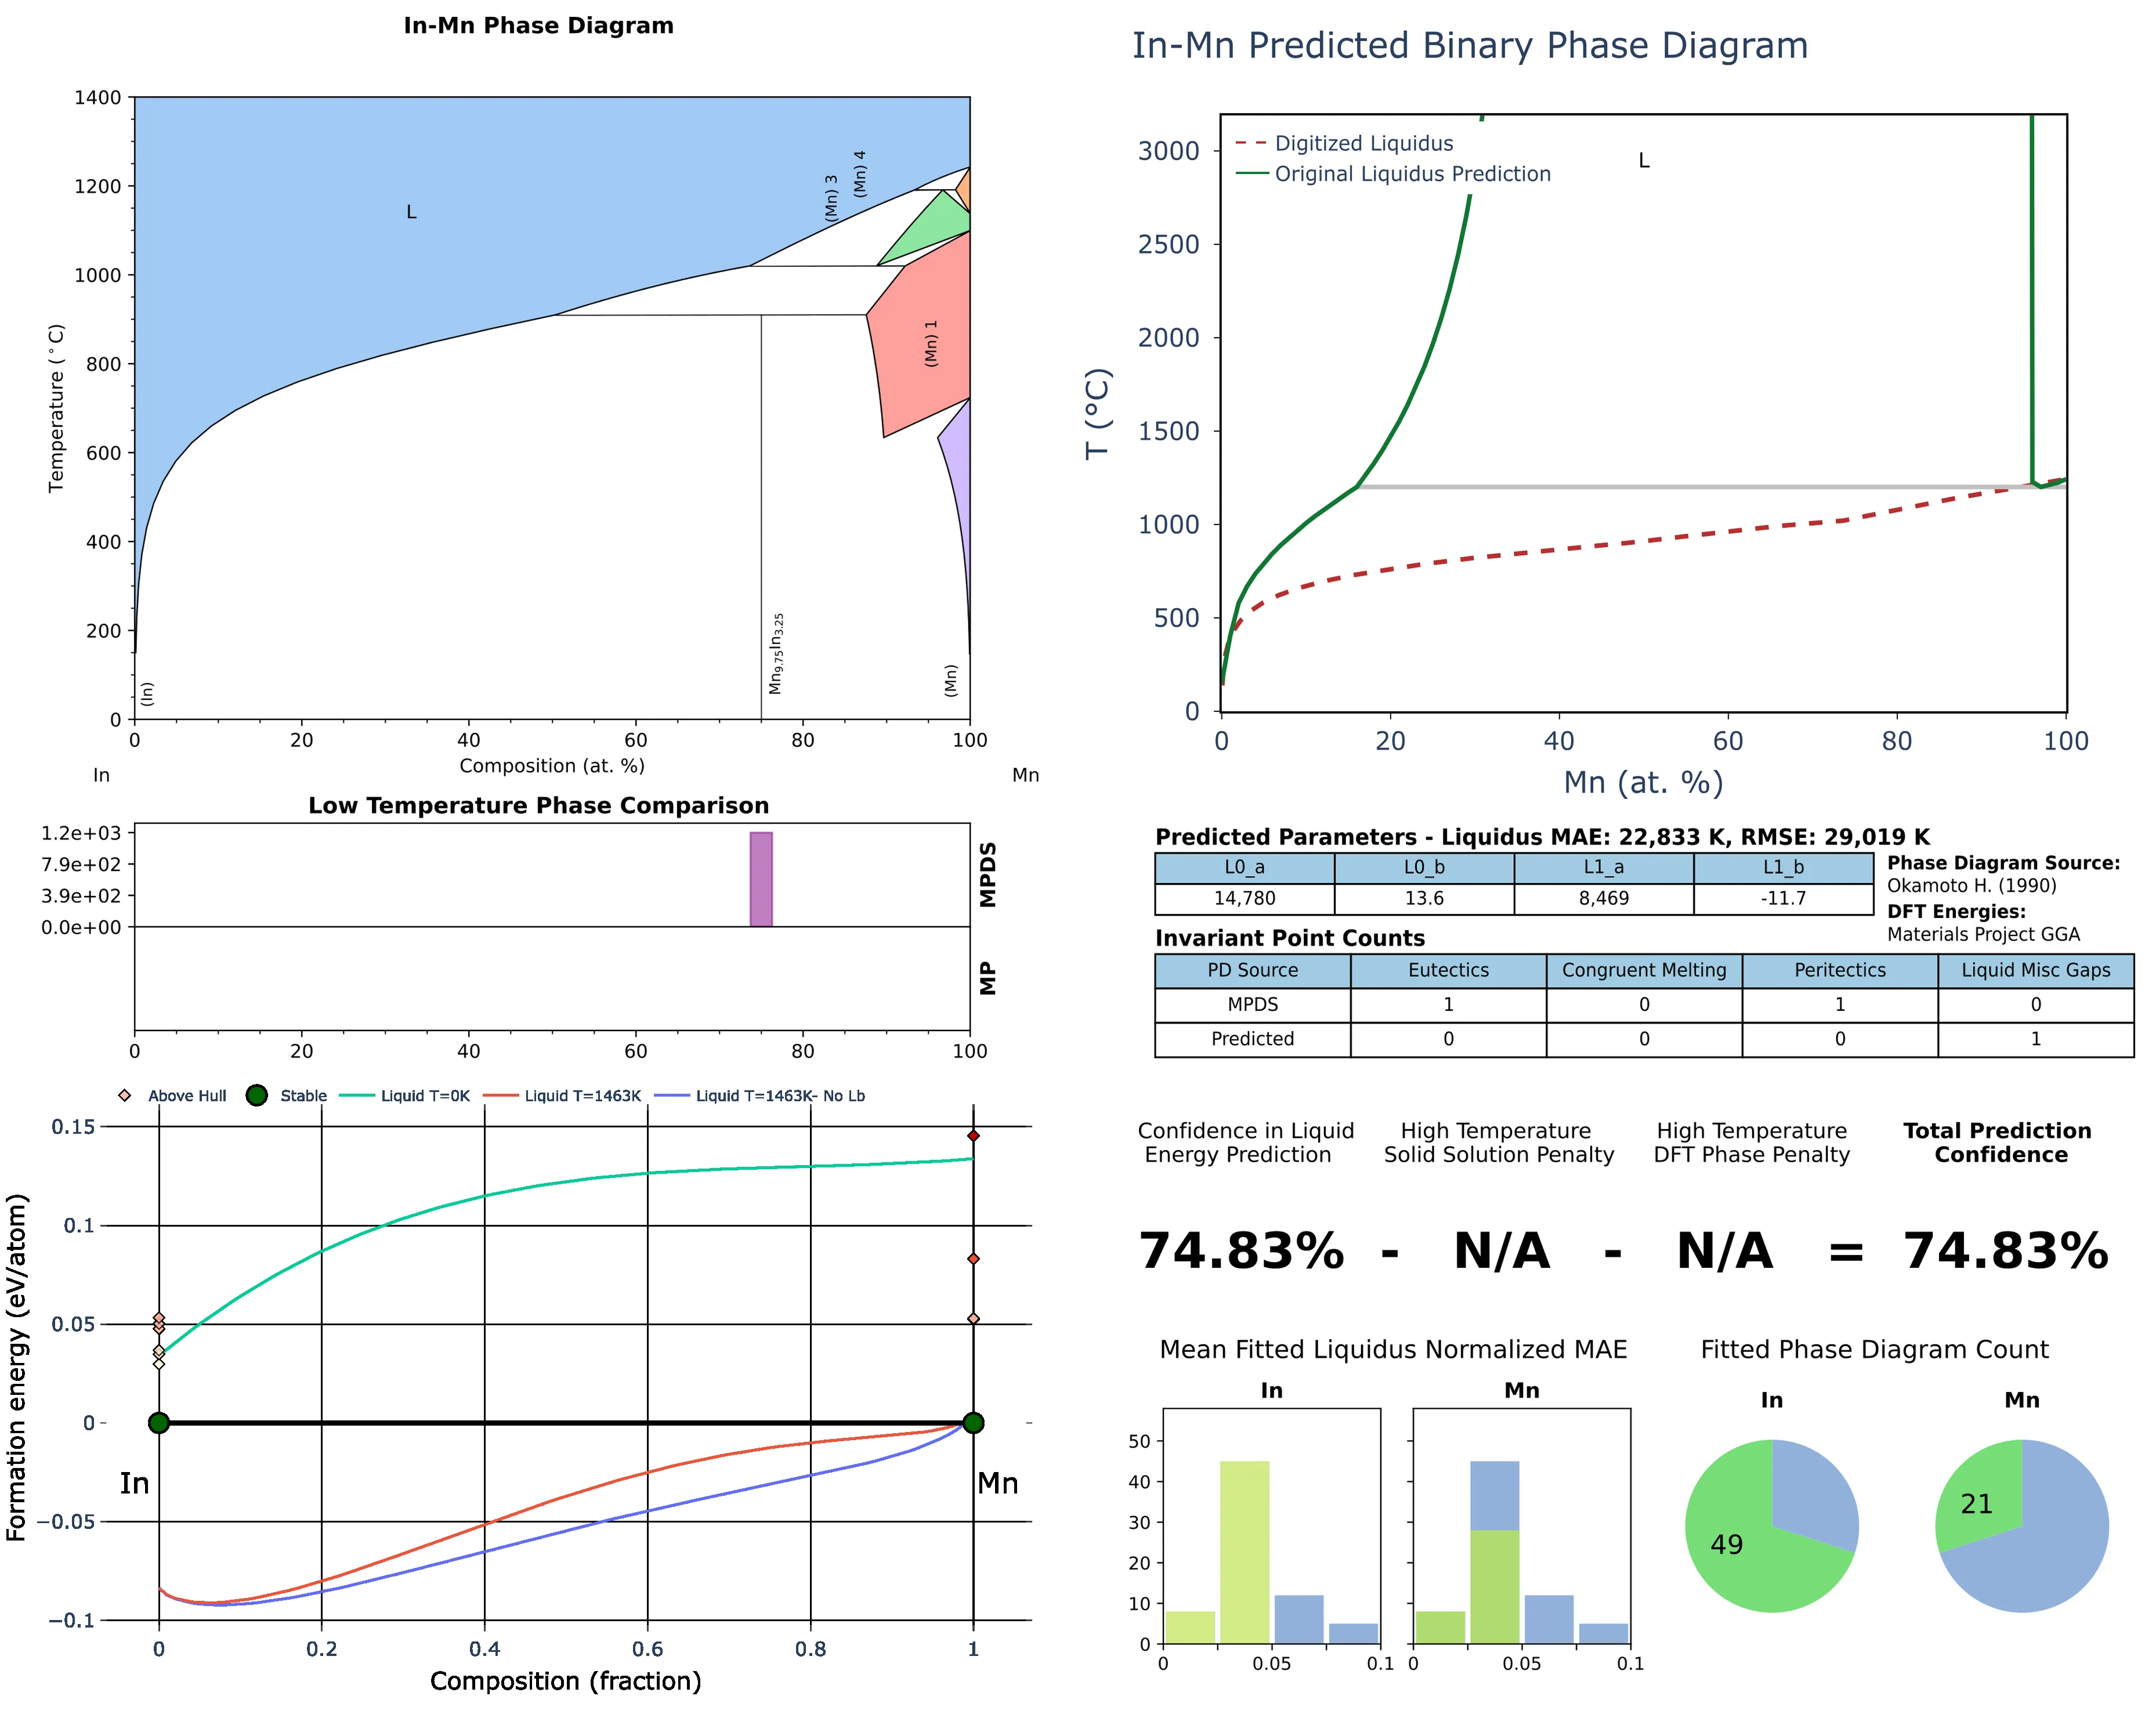 In-Mn Phase Diagram
1400
1200
1000
800
600
400
200
0
Temperature (°C)
L
(Mn) 3
(Mn) 4
(Mn) 1
(In)
Mn9.75In3.25
(Mn)
0 20 40 60 80 100
Composition (at. %)
In Mn
Low Temperature Phase Comparison
1.2e+03
7.9e+02
3.9e+02
0.0e+00
MPDS
MP
0 20 40 60 80 100
Above Hull Stable Liquid T=0K Liquid T=1463K Liquid T=1463K- No Lb
0.15
0.1
0.05
0
−0.05
−0.1
Formation energy (eV/atom)
In Mn
0 0.2 0.4 0.6 0.8 1
Composition (fraction)
In-Mn Predicted Binary Phase Diagram
Digitized Liquidus
Original Liquidus Prediction
L
3000
2500
2000
1500
1000
500
0
T (°C)
0 20 40 60 80 100
Mn (at. %)
Predicted Parameters - Liquidus MAE: 22,833 K, RMSE: 29,019 K
L0_a L0_b L1_a L1_b
14,780 13.6 8,469 -11.7
Phase Diagram Source:
Okamoto H. (1990)
DFT Energies:
Materials Project GGA
Invariant Point Counts
PD Source Eutectics Congruent Melting Peritectics Liquid Misc Gaps
MPDS 1 0 1 0
Predicted 0 0 0 1
Confidence in Liquid
Energy Prediction
High Temperature
Solid Solution Penalty
High Temperature
DFT Phase Penalty
Total Prediction
Confidence
74.83% - N/A - N/A = 74.83%
Mean Fitted Liquidus Normalized MAE
In Mn
50
40
30
20
10
0
0 0.05 0.1 0 0.05 0.1
Fitted Phase Diagram Count
In Mn
49 21